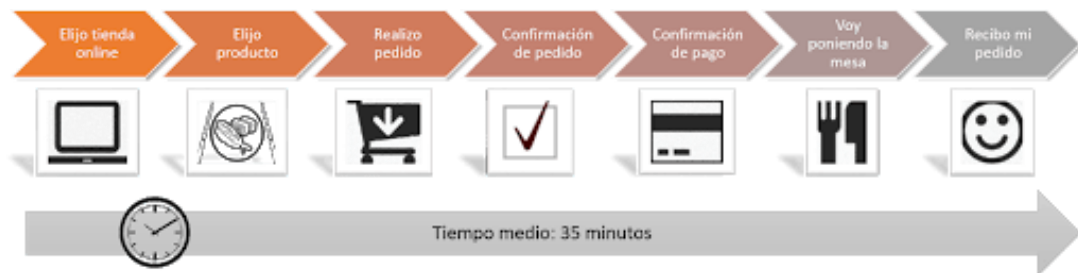 Elijo tienda
online
Elijo
producto
Realizo
pedido
Confirmación
de pedido
Confirmación
de pago
Voy
poniendo la
mesa
Recibo mi
pedido
Tiempo medio: 35 minutos